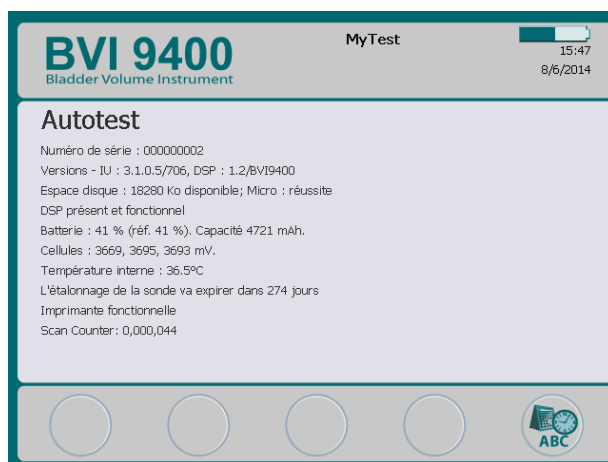 BVI 9400
Bladder Volume Instrument
MyTest
15:47
8/6/2014
Autotest
Numéro de série : 000000002
Versions - IU : 3.1.0.5/706, DSP : 1.2/BVI9400
Espace disque : 18280 Ko disponible; Micro : réussite
DSP présent et fonctionnel
Batterie : 41 % (réf. 41 %). Capacité 4721 mAh.
Cellules : 3669, 3695, 3693 mV.
Température interne : 36.5ºC
L'étalonnage de la sonde va expirer dans 274 jours
Imprimante fonctionnelle
Scan Counter: 0,000,044
ABC